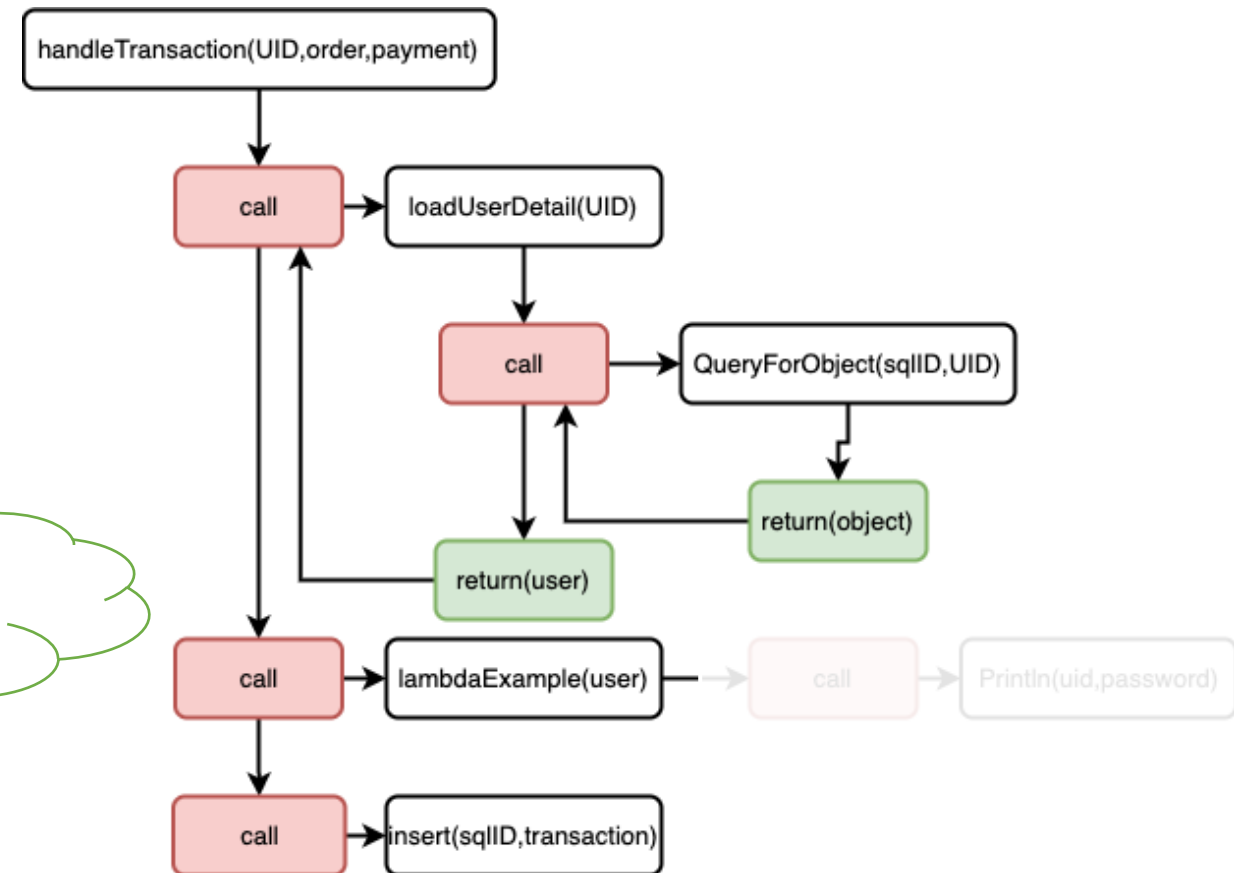 handleTransaction(UID,order,payment)
call
loadUserDetail(UID)
call
QueryForObject(sqlID,UID)
return(object)
return(user)
call
lambdaExample(user)
call
Println(uid,password)
call
insert(sqlID,transaction)